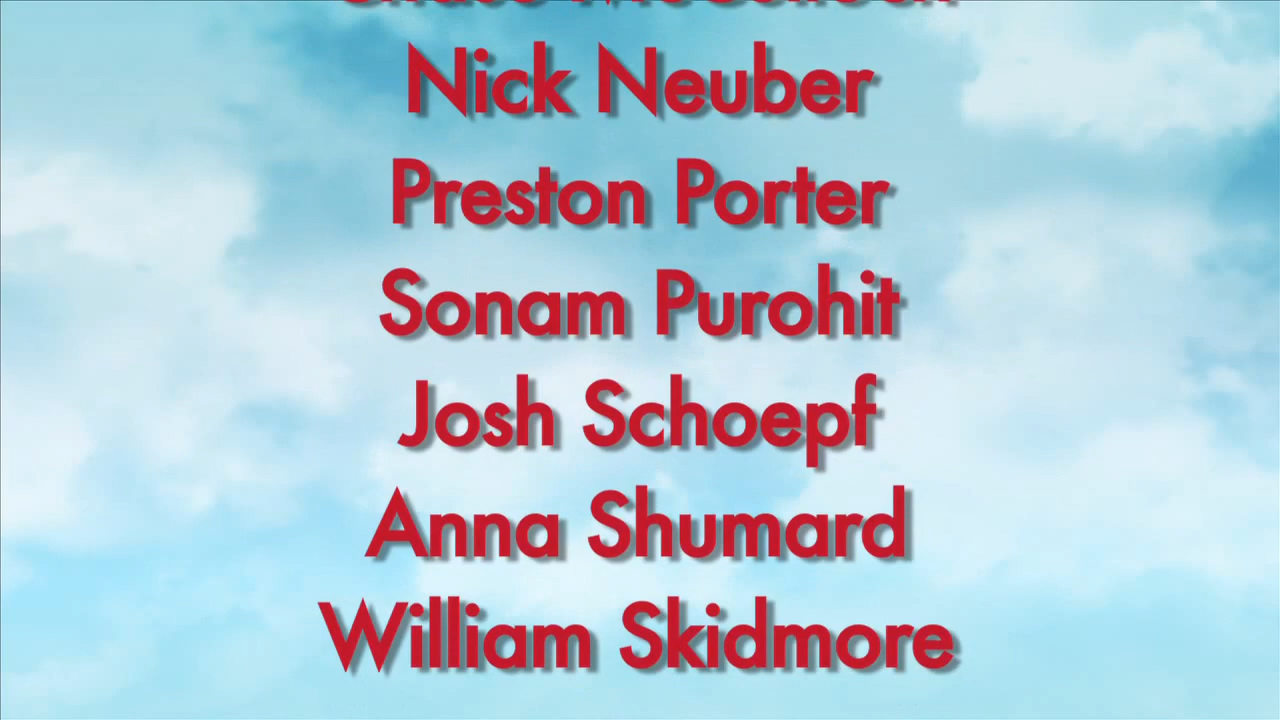 Nick Neuber
Preston Porter
Sonam Purohit
Josh Schoepf
Anna Shumard
William Skidmore